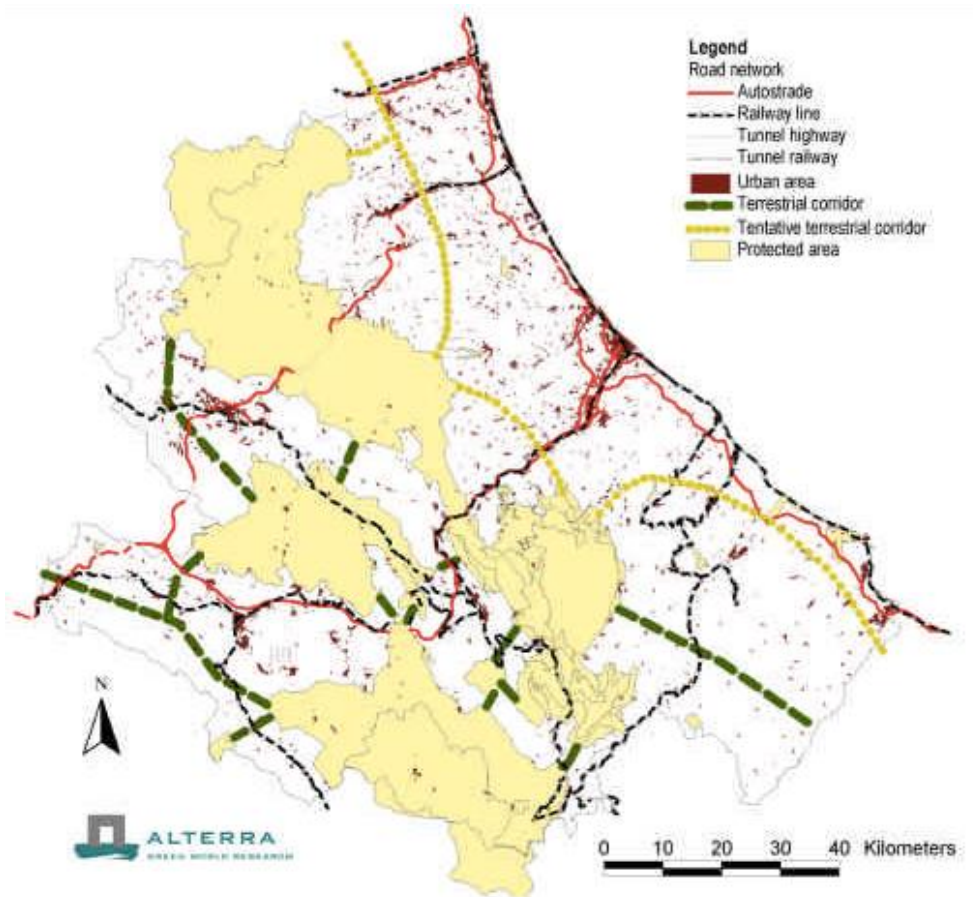 Legend
Road network
Autostrade
Railway line
Tunnel highway
Tunnel railway
Urban area
Terrestrial corridor
Tentative terrestrial corridor
Protected area
N
ALTERRA
GREEN WORLD RESEARCH
0 10 20 30 40 Kilometers